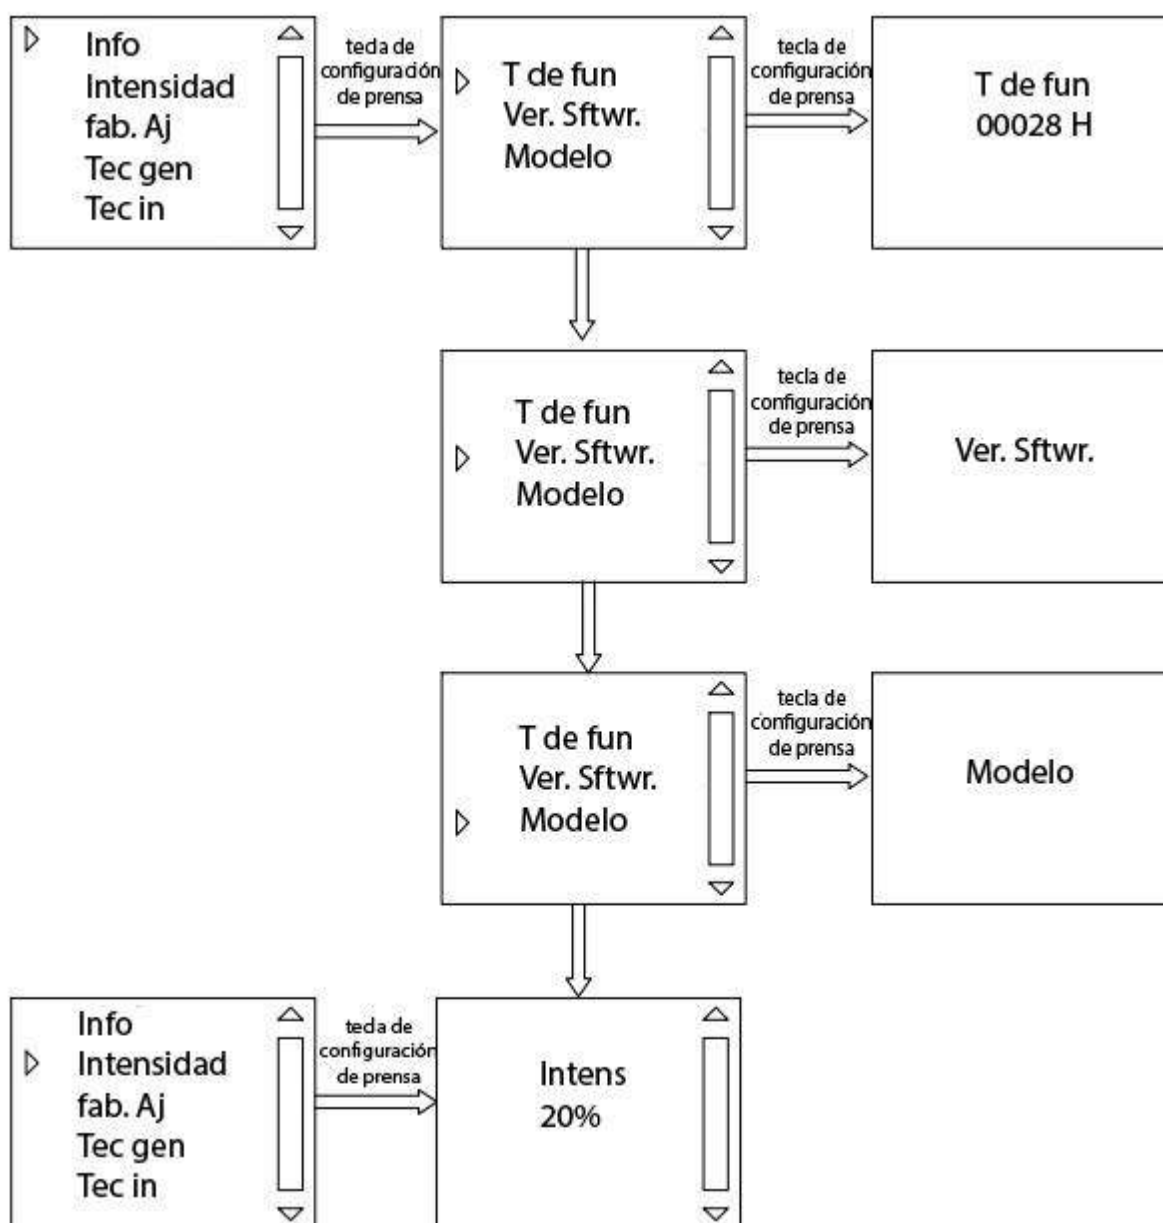 Info
Intensidad
fab. Aj
Tec gen
Tec in
tecla de
configuración
de prensa
T de fun
Ver. Sftwr.
Modelo
tecla de
configuración
de prensa
T de fun
00028 H
T de fun
Ver. Sftwr.
Modelo
tecla de
configuración
de prensa
Ver. Sftwr.
T de fun
Ver. Sftwr.
Modelo
tecla de
configuración
de prensa
Modelo
Info
Intensidad
fab. Aj
Tec gen
Tec in
tecla de
configuración
de prensa
Intens
20%